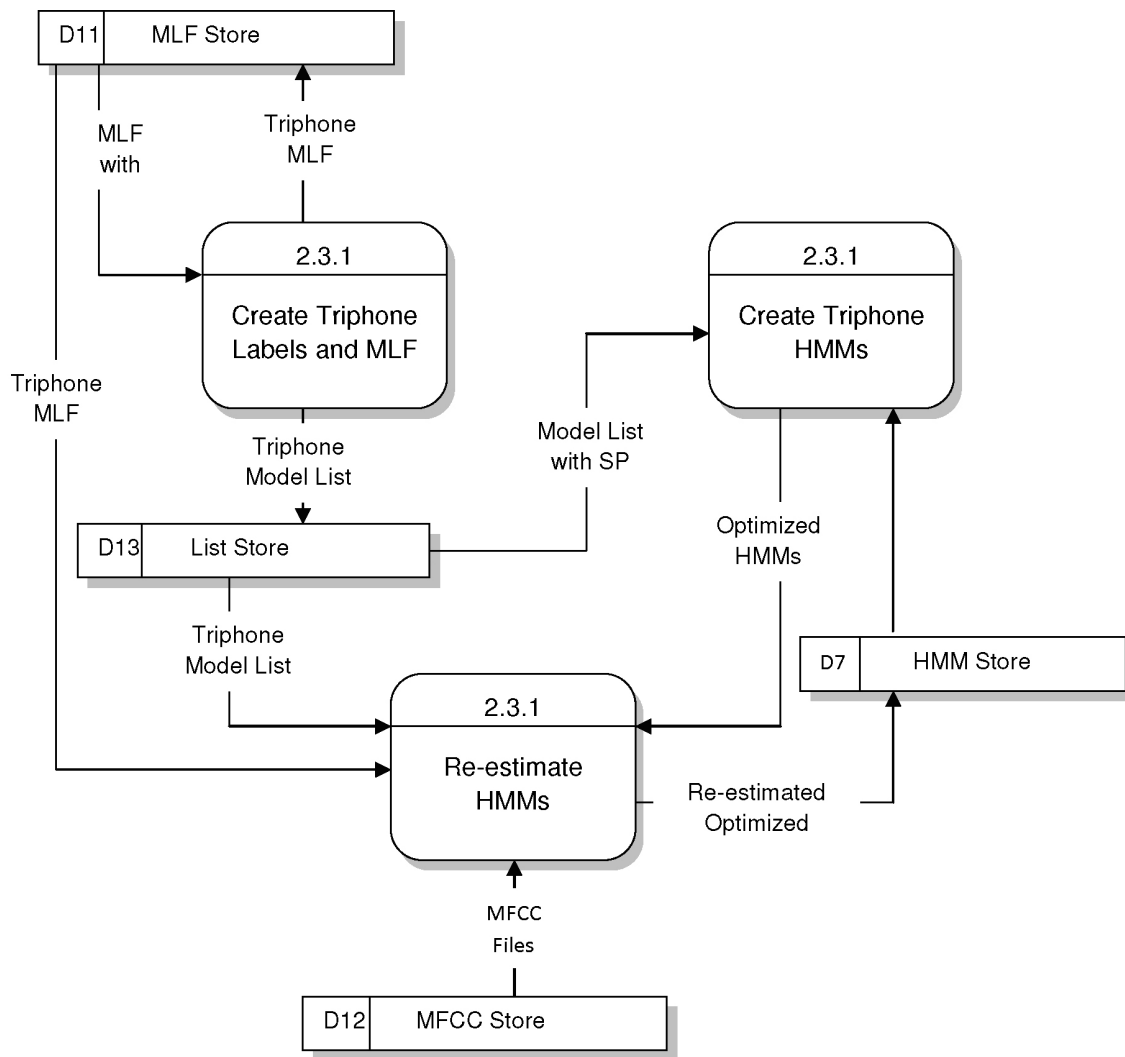 D11 MLF Store
MLF
with
Triphone
MLF
2.3.1
Create Triphone
Labels and MLF
2.3.1
Create Triphone
HMMs
Triphone
MLF
Triphone
Model List
Model List
with SP
Optimized
HMMs
D13 List Store
Triphone
Model List
D7 HMM Store
2.3.1
Re-estimate
HMMs
Re-estimated
Optimized
MFCC
Files
D12 MFCC Store